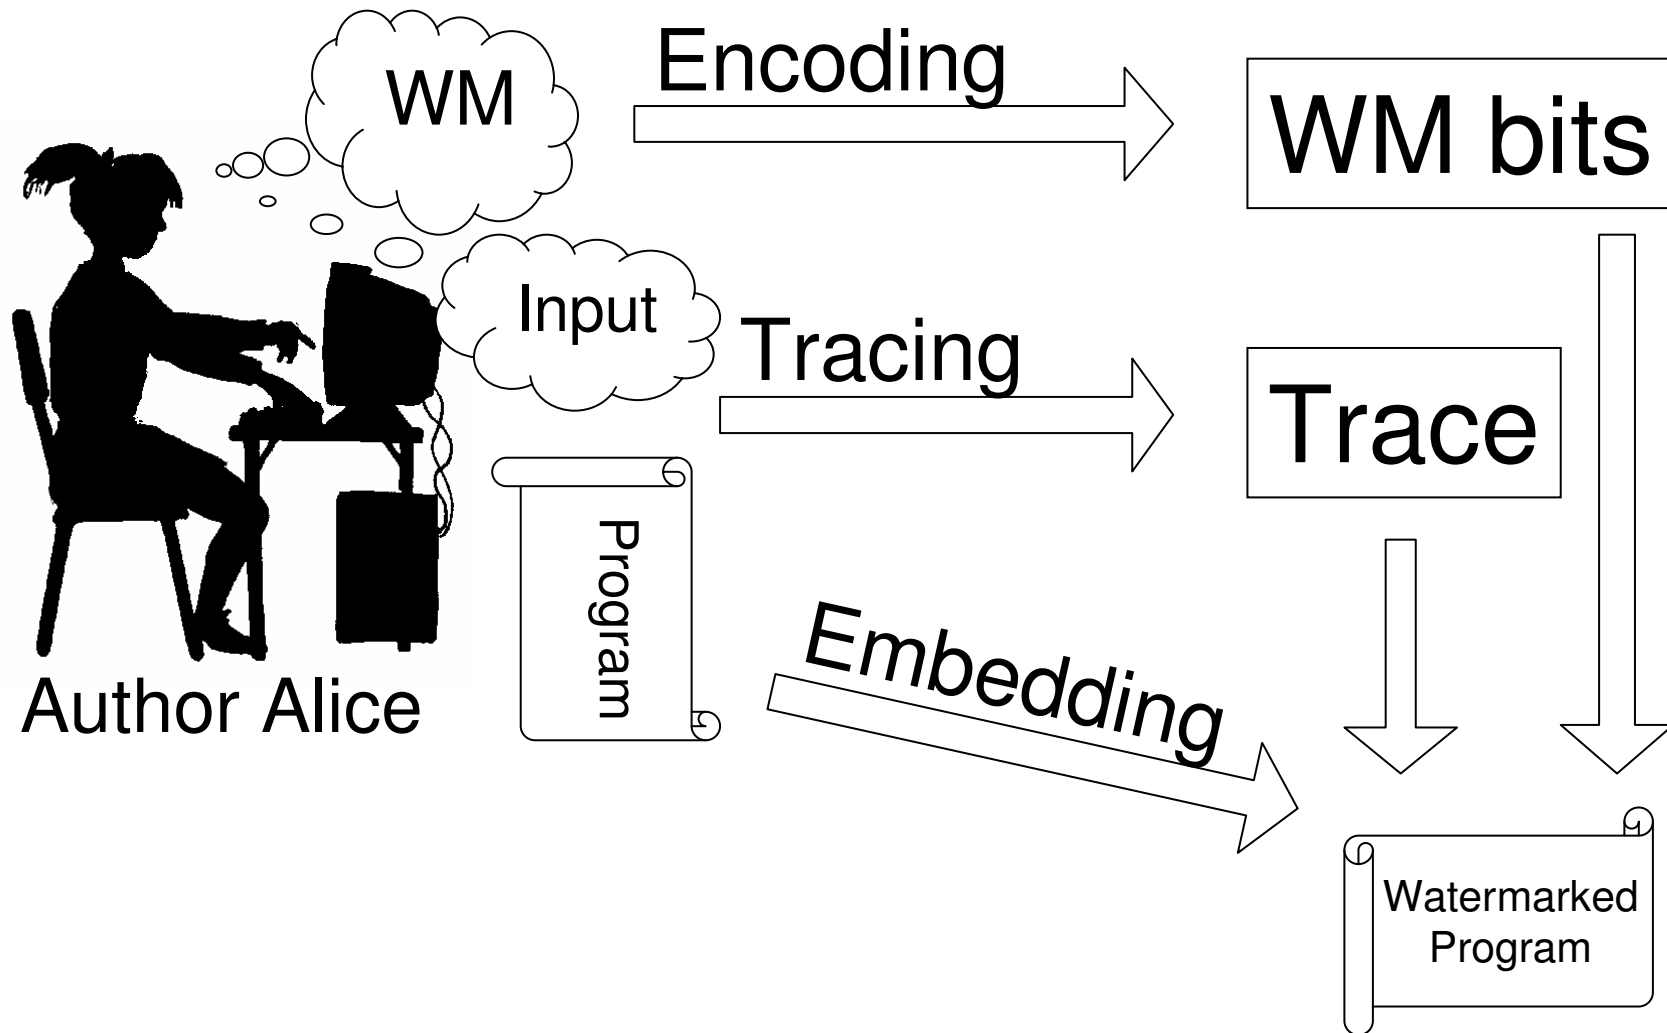 WM
Encoding
WM bits
Input
Tracing
Trace
Program
Embedding
Author Alice
Watermarked
Program